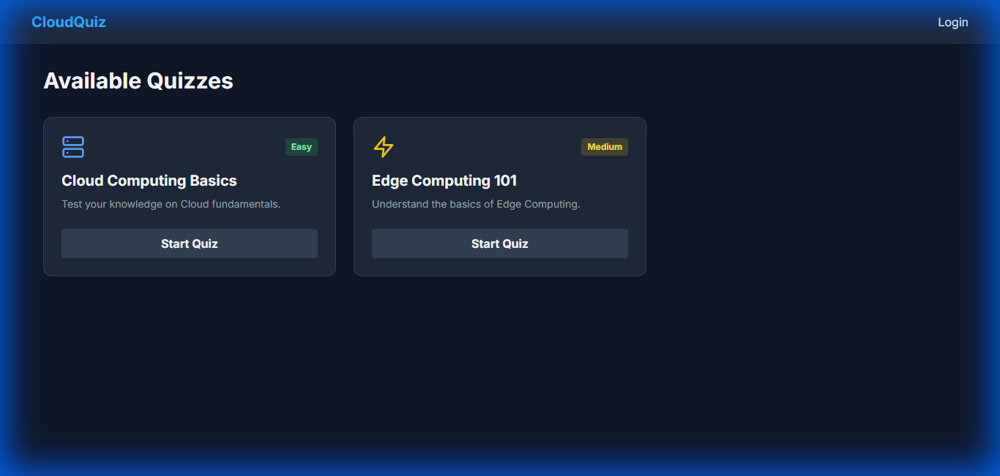 CloudQuiz
Login
Available Quizzes
Easy
Cloud Computing Basics
Test your knowledge on Cloud fundamentals.
Start Quiz
Medium
Edge Computing 101
Understand the basics of Edge Computing.
Start Quiz